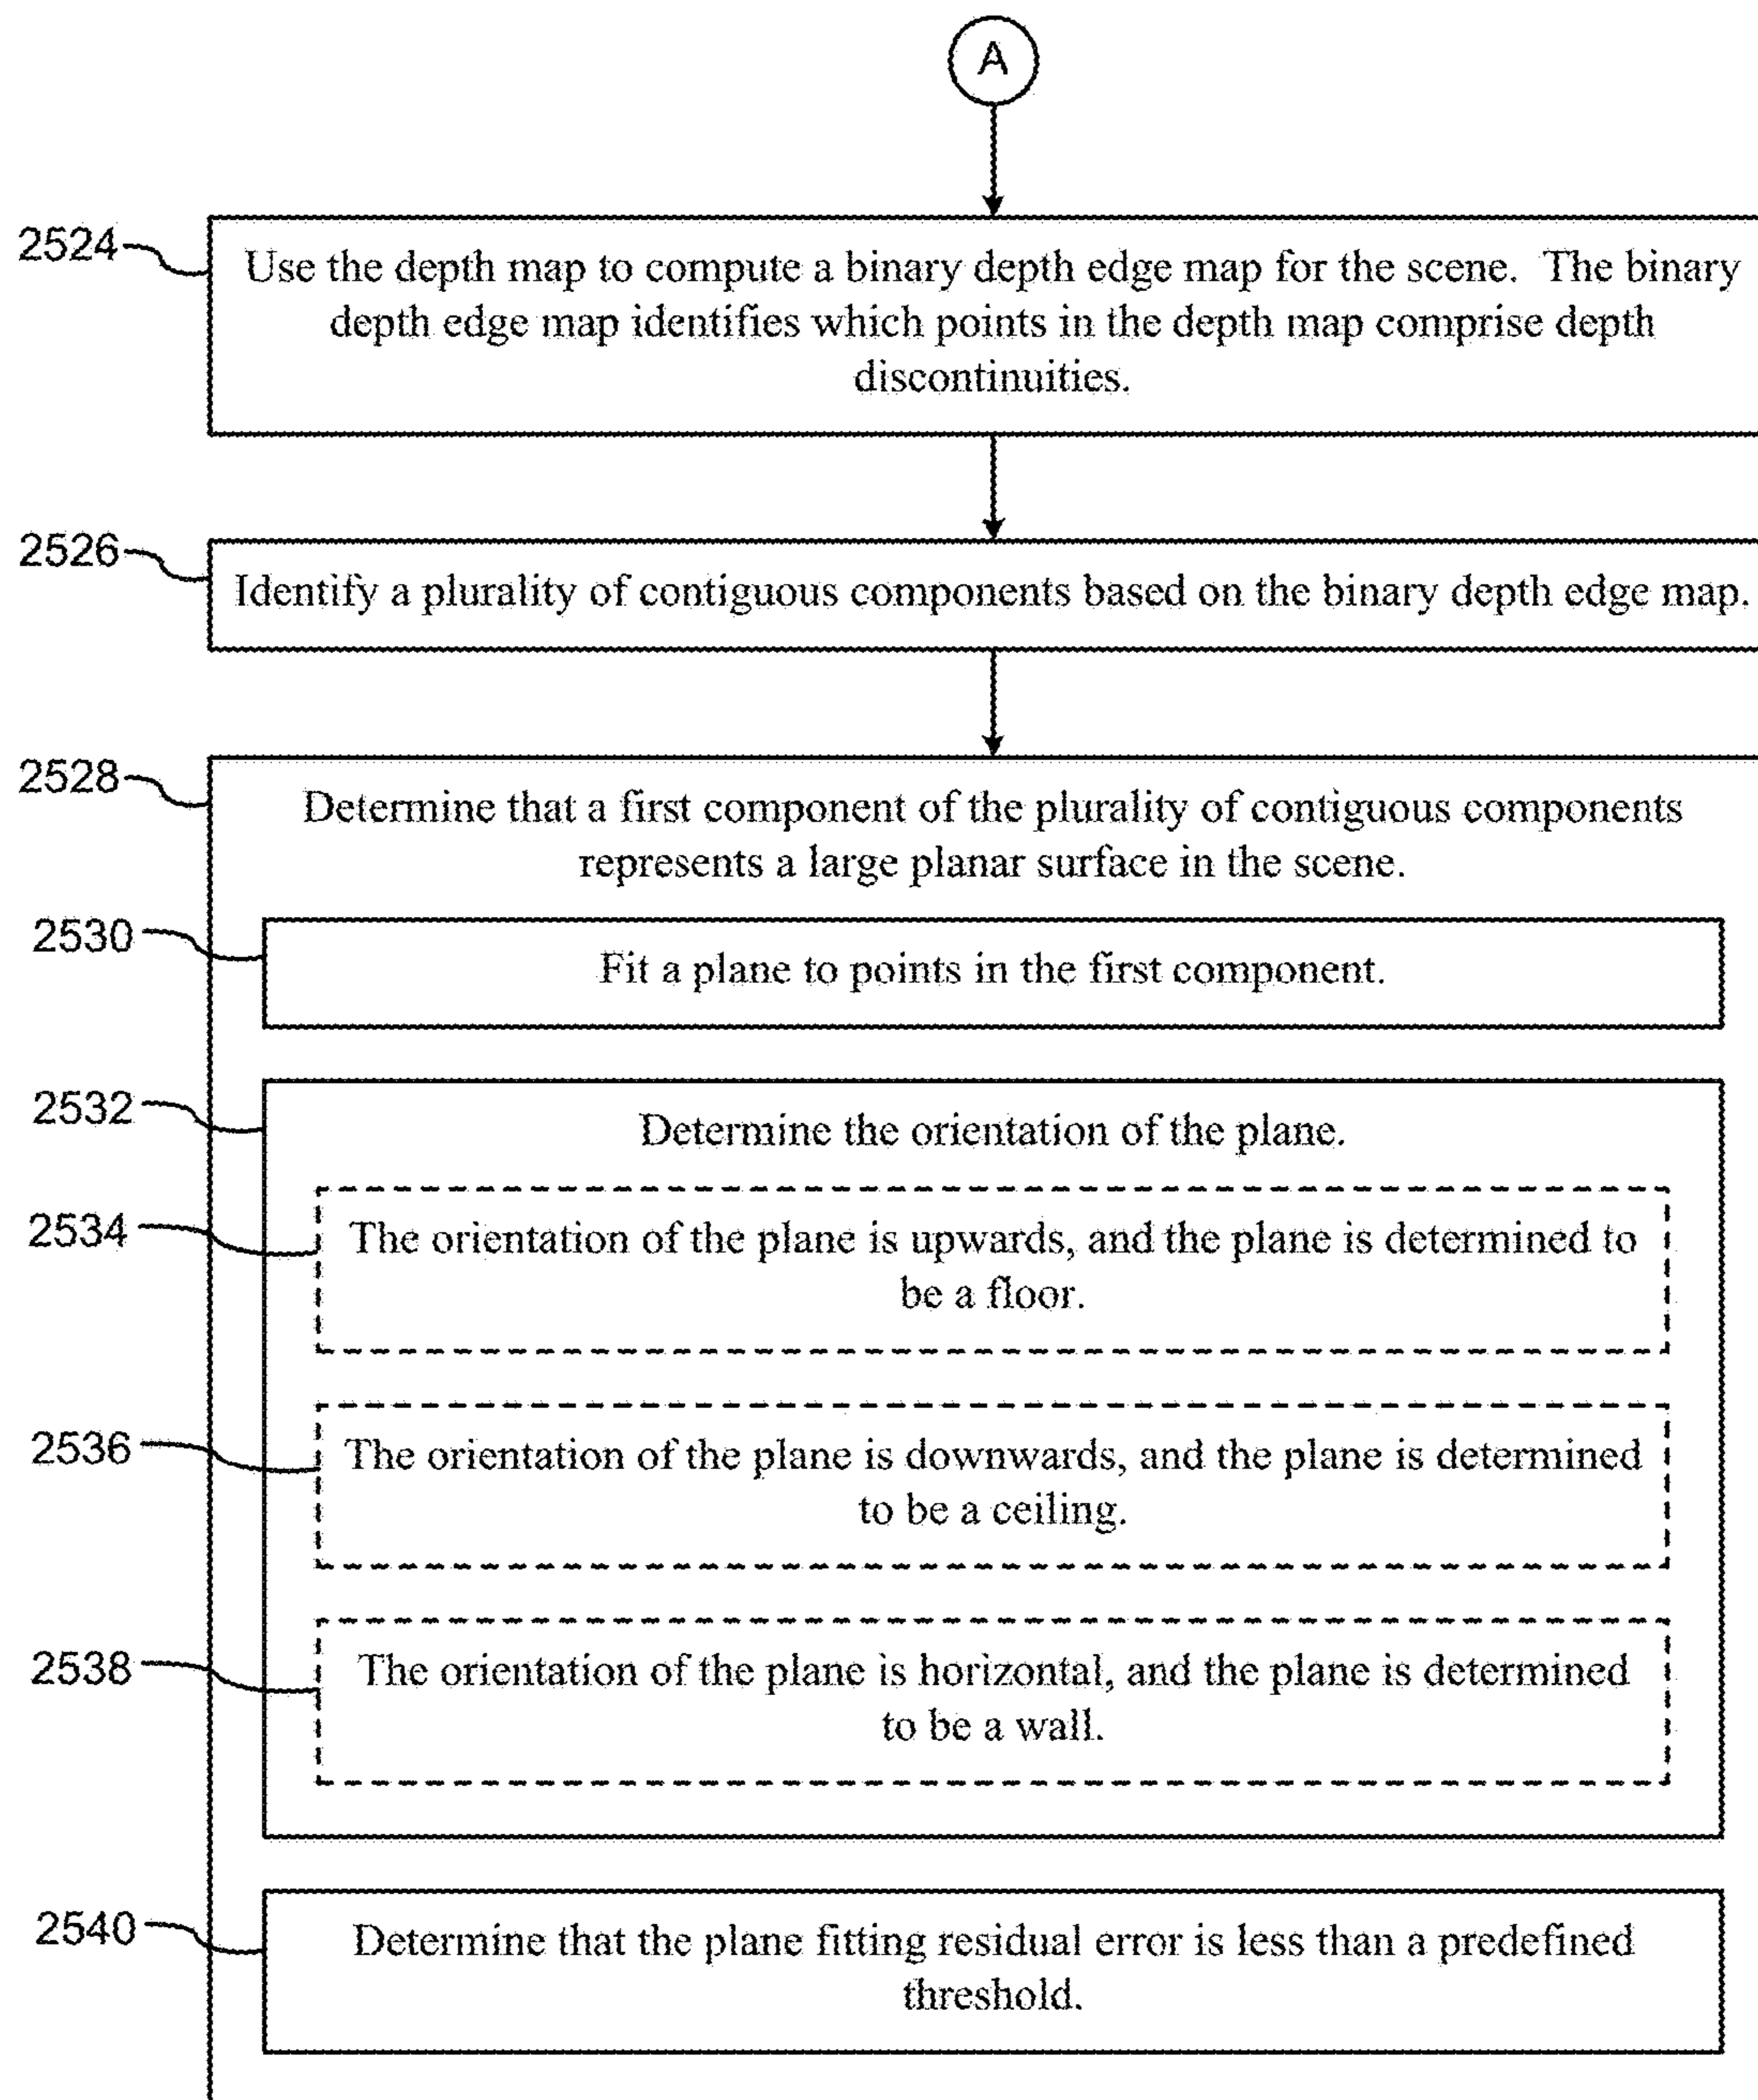 A
2524
Use the depth map to compute a binary depth edge map for the scene. The binary
depth edge map identifies which points in the depth map comprise depth
discontinuities.
2526
Identify a plurality of contiguous components based on the binary depth edge map.
2528
Determine that a first component of the plurality of contiguous components
represents a large planar surface in the scene.
2530
Fit a plane to points in the first component.
2532
Determine the orientation of the plane.
2534
The orientation of the plane is upwards, and the plane is determined to
be a floor.
2536
The orientation of the plane is downwards, and the plane is determined
to be a ceiling.
2538
The orientation of the plane is horizontal, and the plane is determined
to be a wall.
2540
Determine that the plane fitting residual error is less than a predefined
threshold.